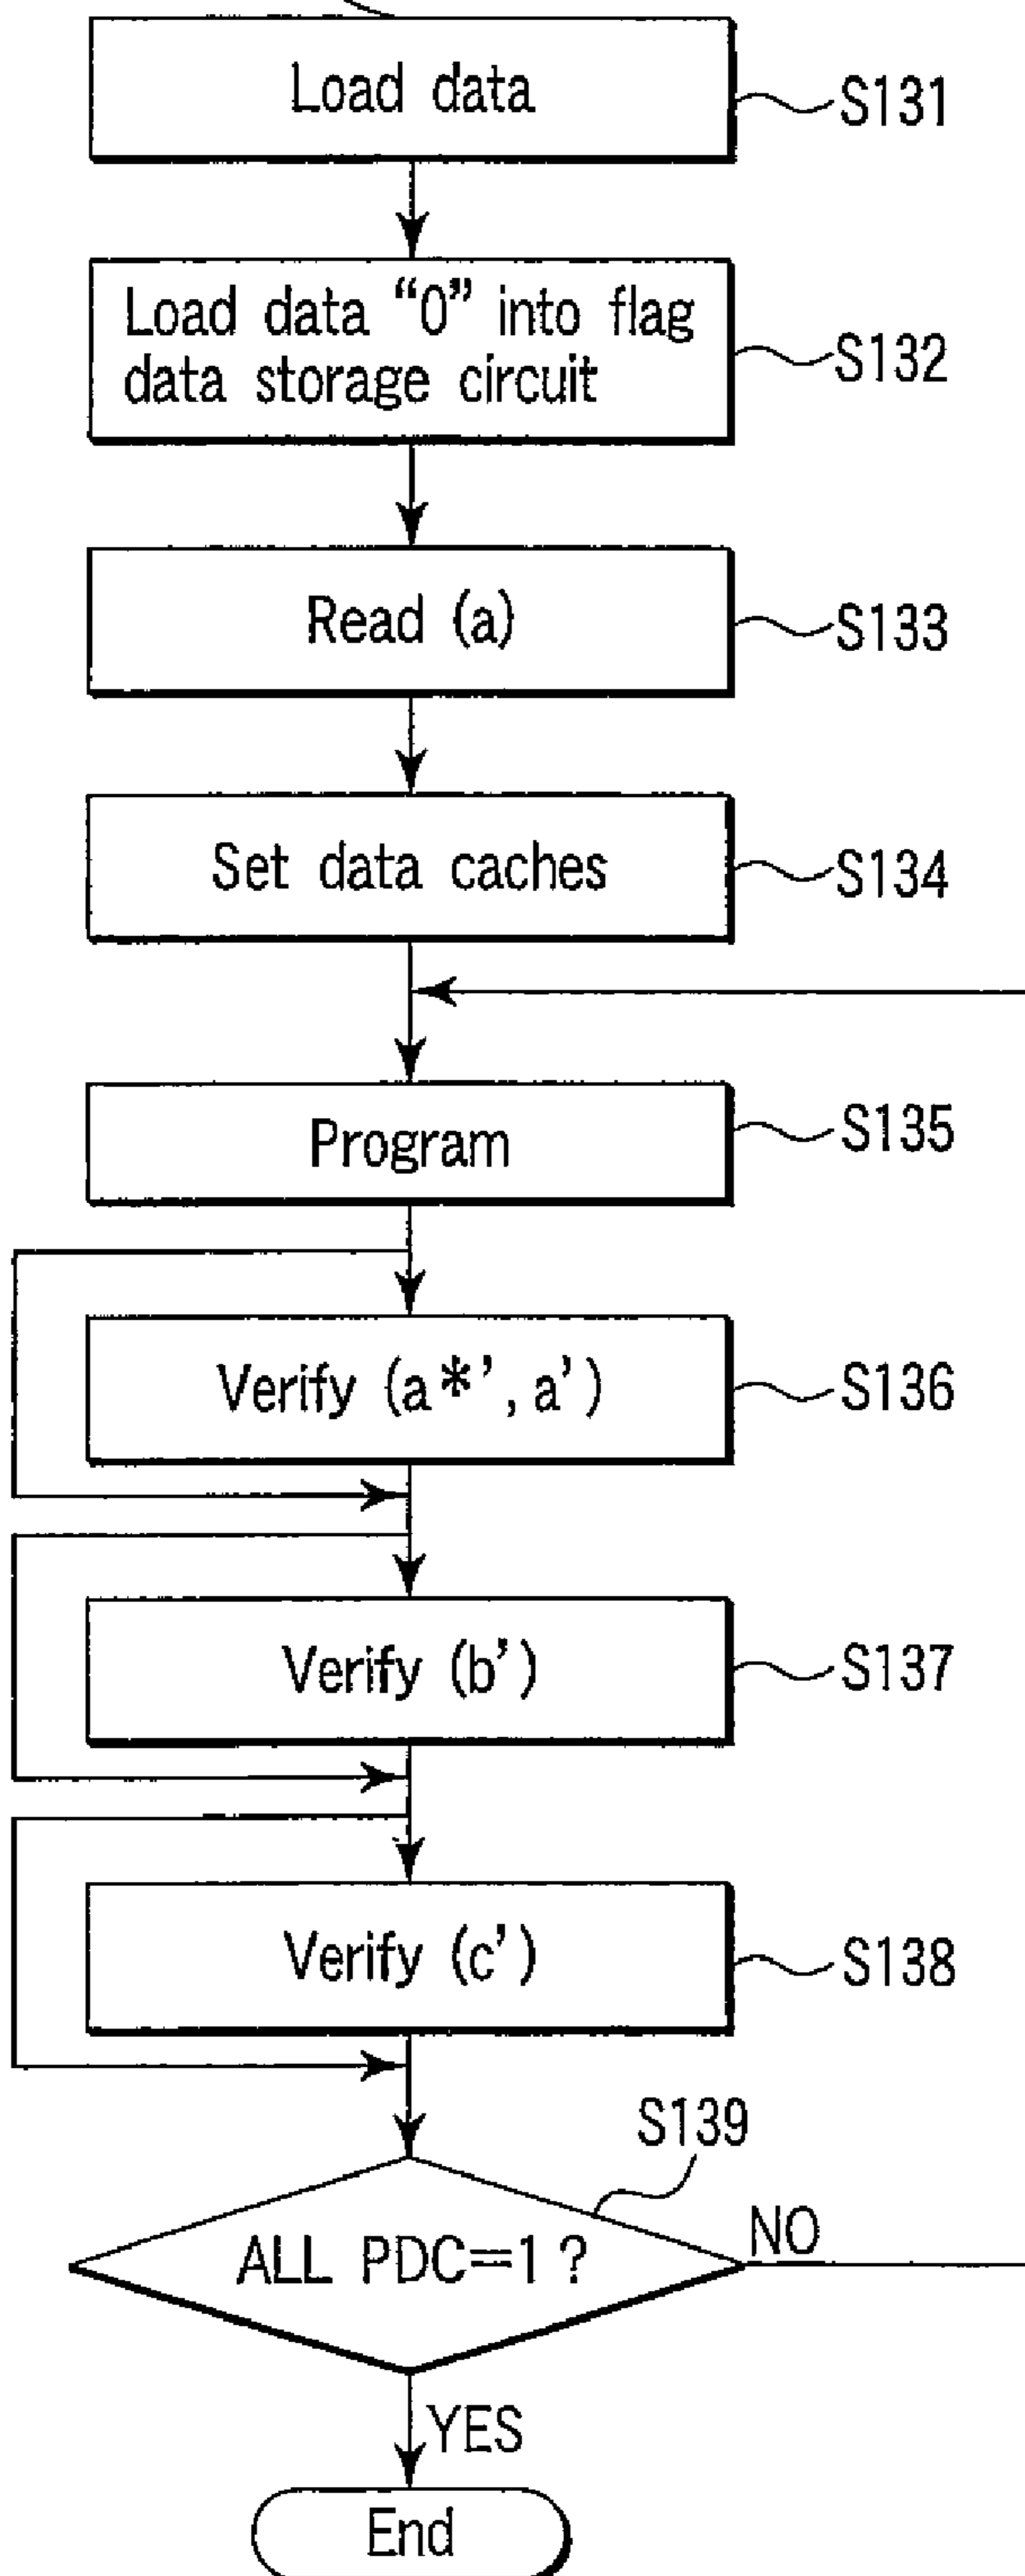 Load data
S131
Load data “0” into flag
data storage circuit
S132
Read (a)
S133
Set data caches
S134
Program
S135
Verify (a*’, a’)
S136
Verify (b’)
S137
Verify (c’)
S138
S139
ALL PDC=1 ?
NO
YES
End